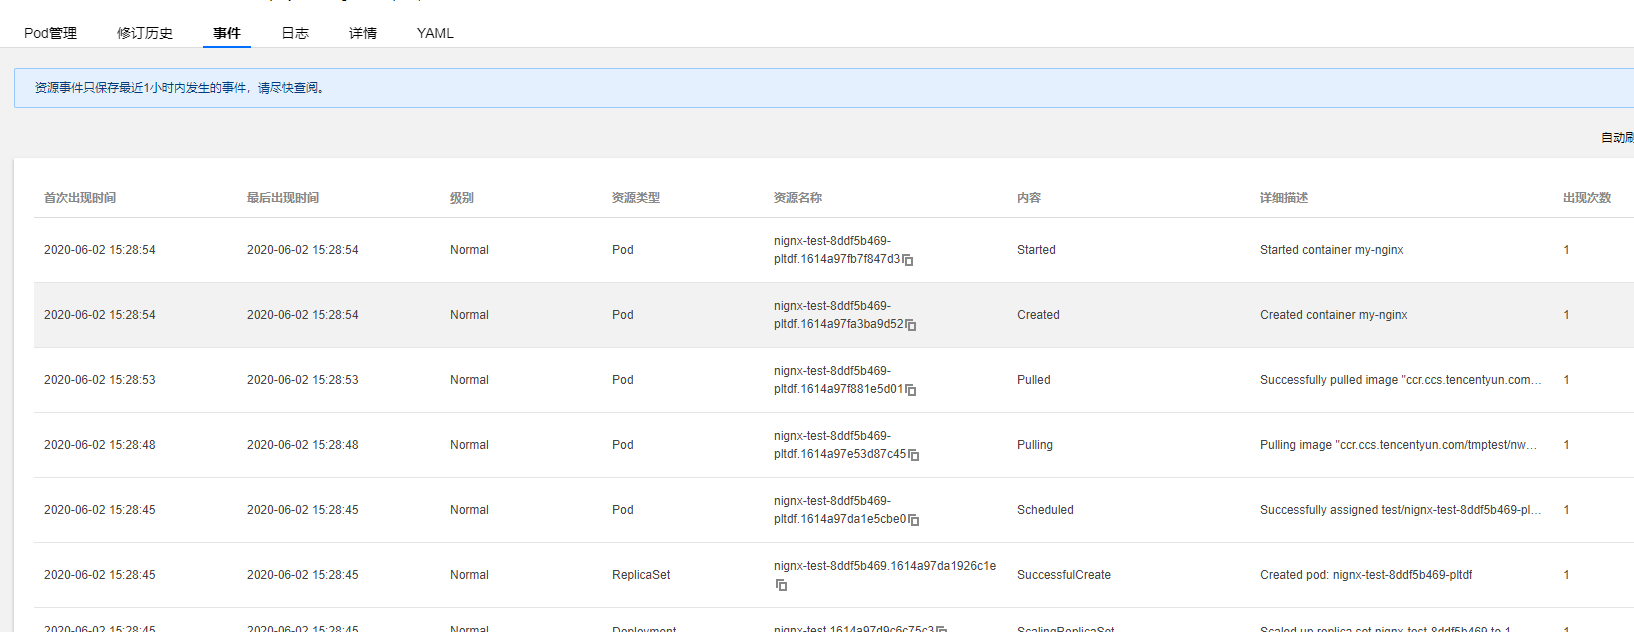 Pod管理 修订历史 事件 日志 详情 YAML
资源事件只保存最近1小时内发生的事件，请尽快查阅。
自动刷
首次出现时间 最后出现时间 级别 资源类型 资源名称 内容 详细描述 出现次数
2020-06-02 15:28:54 2020-06-02 15:28:54 Normal Pod nignx-test-8ddf5b469- Started Started container my-nginx 1
pltdf.1614a97fb7f847d3
2020-06-02 15:28:54 2020-06-02 15:28:54 Normal Pod nignx-test-8ddf5b469- Created Created container my-nginx 1
pltdf.1614a97fa3ba9d52
2020-06-02 15:28:53 2020-06-02 15:28:53 Normal Pod nignx-test-8ddf5b469- Pulled Successfully pulled image "ccr.ccs.tencentyun.com... 1
pltdf.1614a97f881e5d01
2020-06-02 15:28:48 2020-06-02 15:28:48 Normal Pod nignx-test-8ddf5b469- Pulling Pulling image "ccr.ccs.tencentyun.com/tmptest/nw... 1
pltdf.1614a97e53d87c45
2020-06-02 15:28:45 2020-06-02 15:28:45 Normal Pod nignx-test-8ddf5b469- Scheduled Successfully assigned test/nignx-test-8ddf5b469-pl... 1
pltdf.1614a97da1e5cbe0
2020-06-02 15:28:45 2020-06-02 15:28:45 Normal ReplicaSet nignx-test-8ddf5b469.1614a97da1926c1e SuccessfulCreate Created pod: nignx-test-8ddf5b469-pltdf 1
2020-06-02 15:28:45 2020-06-02 15:28:45 Normal Deployment nignx-test.1614a97d9c6c75c3 ScalingReplicaSet Scaled up replica set nignx-test-8ddf5b469 to 1 1